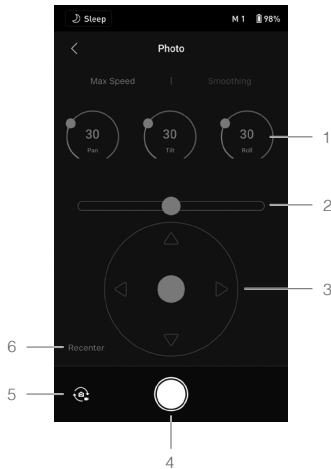 Sleep M 1 98%
Photo
Max Speed | Smoothing
30 30 30 1
Pan Tilt Roll
2
3
6 Recenter
5
4